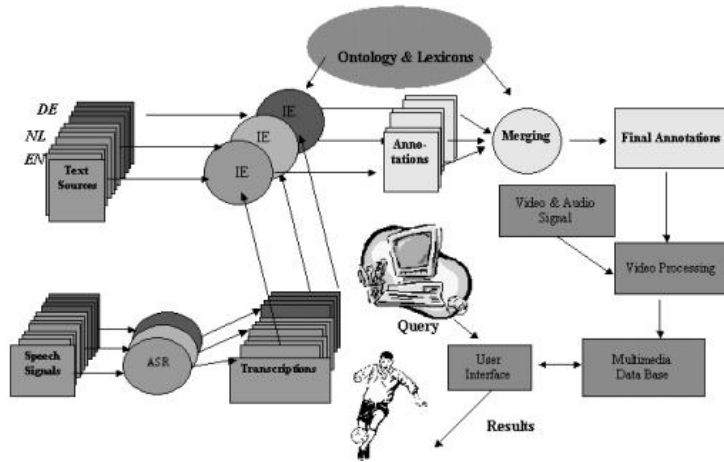 Ontology & Lexicons
DE
NL
EN
Text
Sources
IE
IE
IE
Anno-
tations
Merging
Final Annotations
Video & Audio
Signal
Video Processing
Query
Speech
Signals
ASR
Transcriptions
User
Interface
Multimedia
Data Base
Results